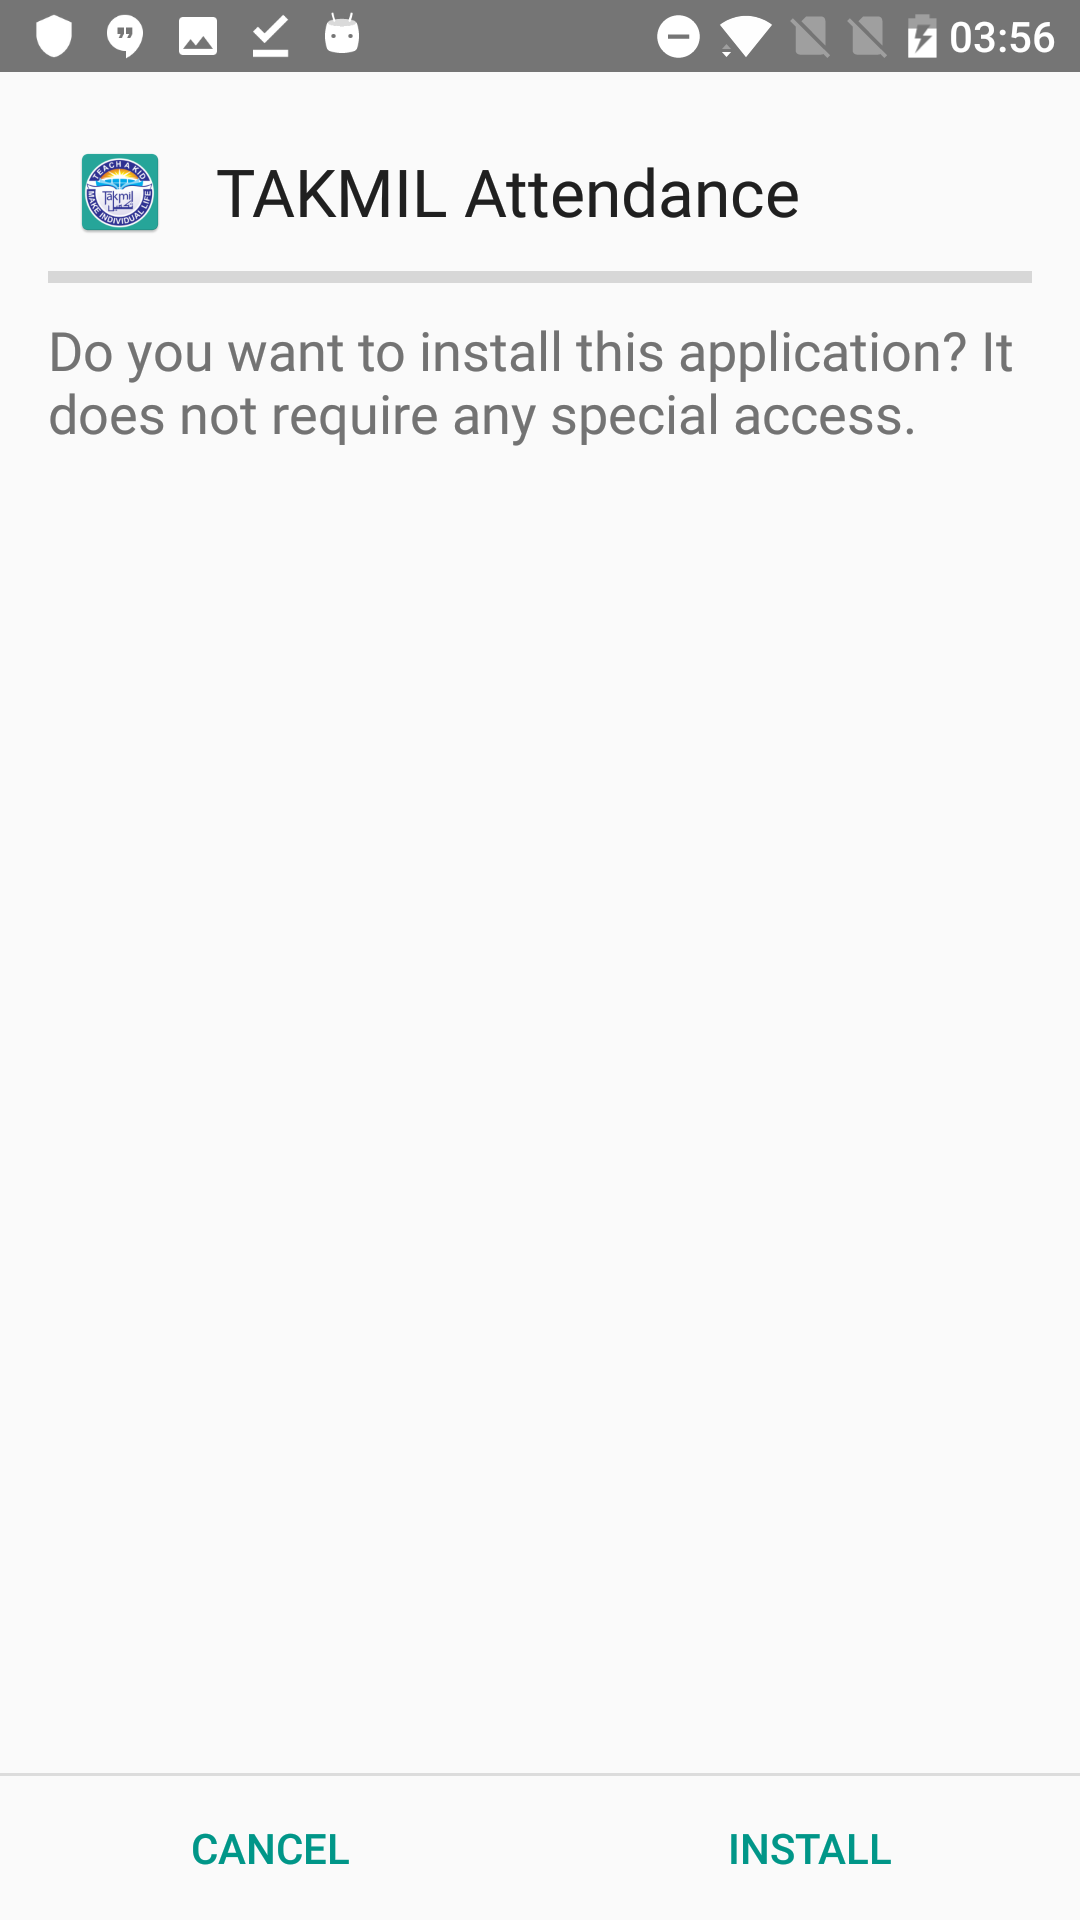 03:56
TEACH A KID
Takmil
MAKE INDIVIDUAL LIFE
TAKMIL Attendance
Do you want to install this application? It
does not require any special access.
CANCEL
INSTALL